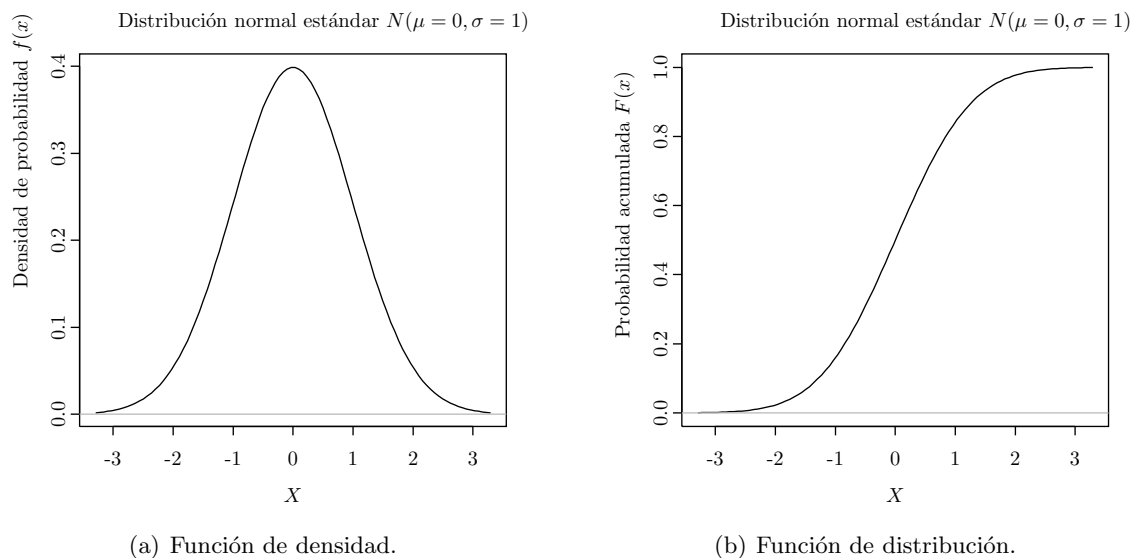 Distribución normal estándar N(μ = 0, σ = 1)
Densidad de probabilidad f(x)
0.4
0.3
0.2
0.1
0.0
-3 -2 -1 0 1 2 3
X
(a) Función de densidad.
Distribución normal estándar N(μ = 0, σ = 1)
Probabilidad acumulada F(x)
1.0
0.8
0.6
0.4
0.2
0.0
-3 -2 -1 0 1 2 3
X
(b) Función de distribución.